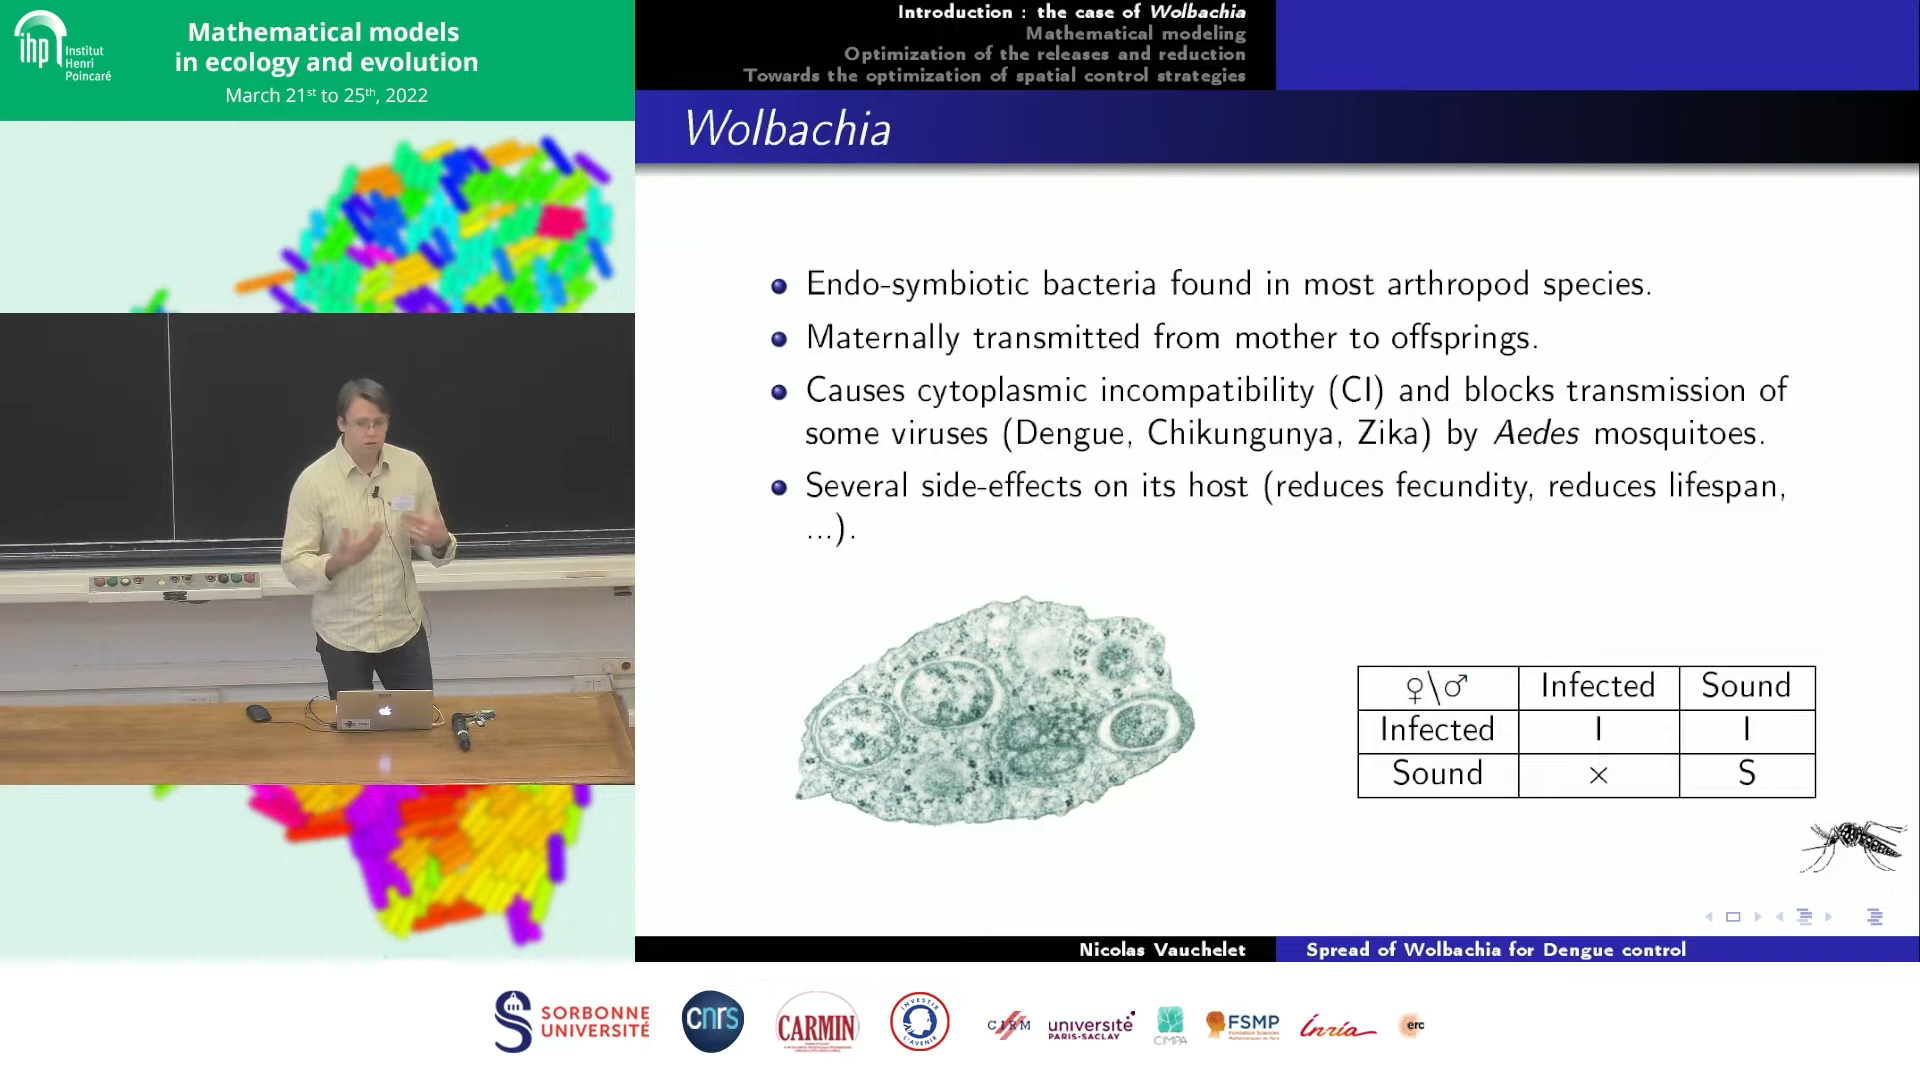 ihp
Institut
Henri
Poincaré
Mathematical models
in ecology and evolution
March 21st to 25th, 2022
Introduction : the case of Wolbachia
Mathematical modeling
Optimization of the releases and reduction
Towards the optimization of spatial control strategies
Wolbachia
Endo-symbiotic bacteria found in most arthropod species.
Maternally transmitted from mother to offsprings.
Causes cytoplasmic incompatibility (CI) and blocks transmission of
some viruses (Dengue, Chikungunya, Zika) by Aedes mosquitoes.
Several side-effects on its host (reduces fecundity, reduces lifespan,
...).
♀\♂ Infected Sound
Infected I I
Sound × S
Nicolas Vauchelet
Spread of Wolbachia for Dengue control
SORBONNE
UNIVERSITÉ
cnrs
CARMIN
INVESTIR
L'AVENIR
CIRM
université
PARIS-SACLAY
CIMPA
FSMP
Inria
erc